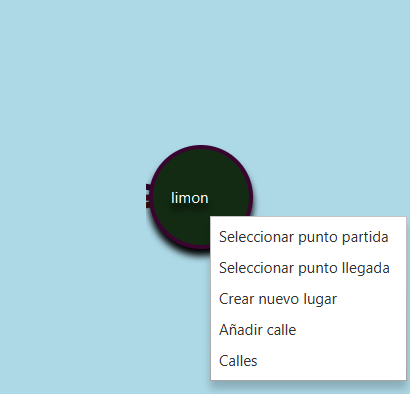 limon
Seleccionar punto partida
Seleccionar punto llegada
Crear nuevo lugar
Añadir calle
Calles